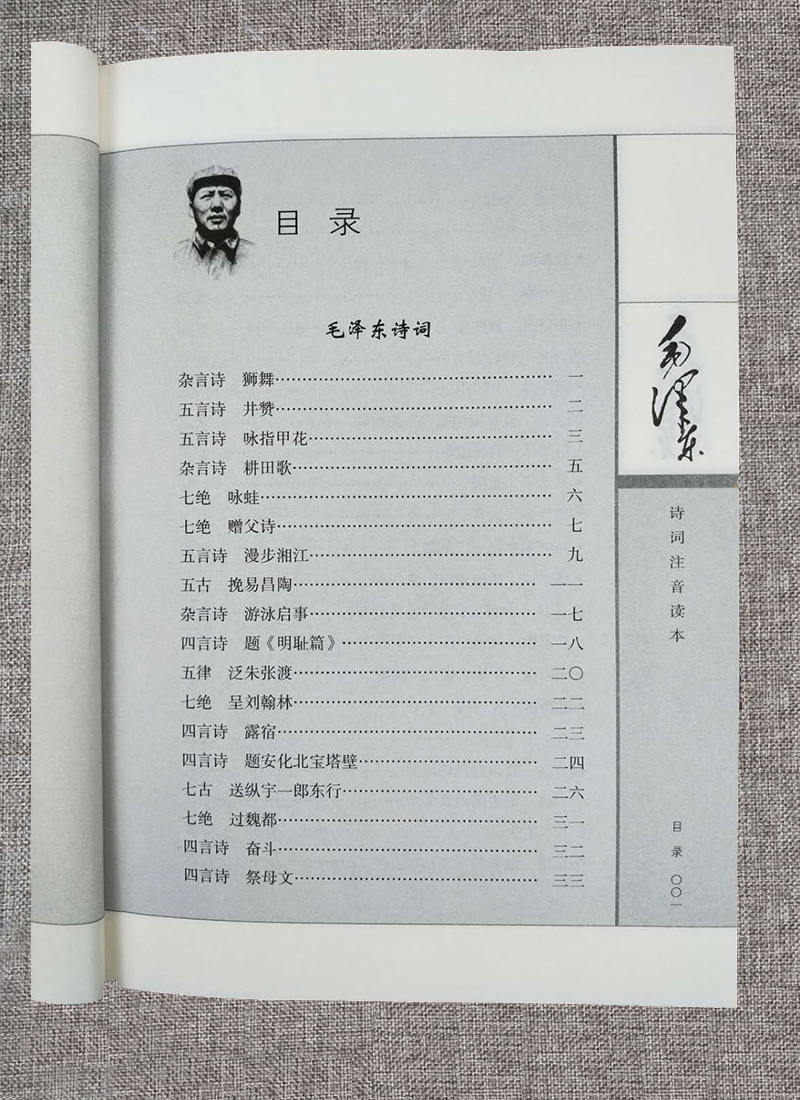 目录
毛泽东诗词
杂言诗 狮舞……………………………………一
五言诗 井赞……………………………………二
五言诗 咏指甲花………………………………三
杂言诗 耕田歌…………………………………五
七绝 咏蛙………………………………………六
七绝 赠父诗……………………………………七
五言诗 漫步湘江………………………………九
五古 挽易昌陶…………………………………一一
杂言诗 游泳启事………………………………一七
四言诗 题《明耻篇》…………………………一八
五律 泛朱张渡…………………………………二〇
七绝 呈刘翰林…………………………………二二
四言诗 露宿……………………………………二三
四言诗 题安化北宝塔壁………………………二四
七古 送纵宇一郎东行…………………………二六
七绝 过魏都……………………………………三一
四言诗 奋斗……………………………………三二
四言诗 祭母文…………………………………三三
毛泽东
诗词注音读本
目录 〇〇一